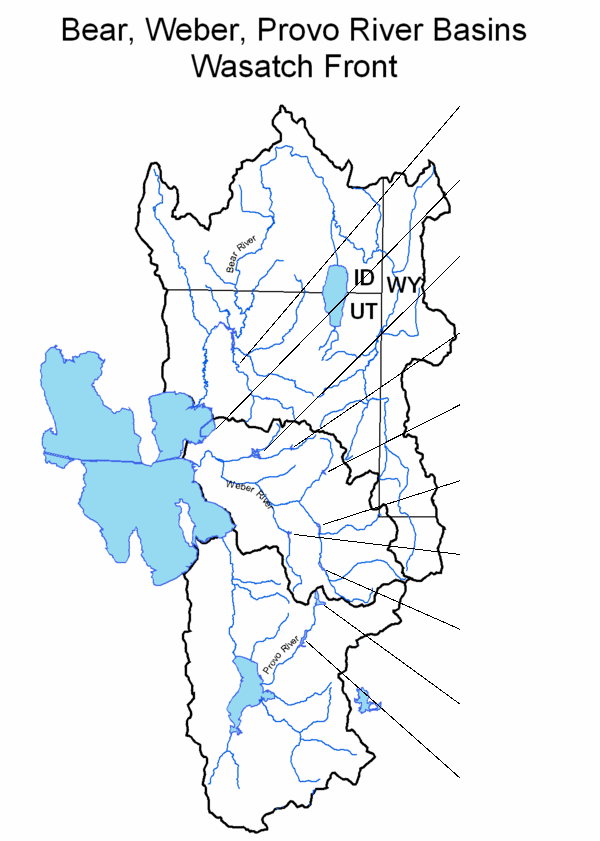 Bear, Weber, Provo River Basins
Wasatch Front
Bear River
ID
WY
UT
Weber River
Provo River